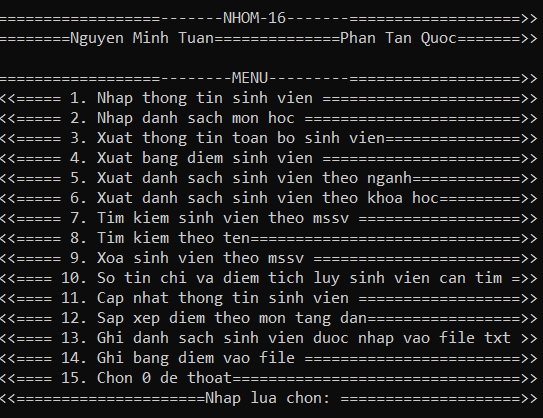 ==================-------NHOM-16-------===================>>
========Nguyen Minh Tuan==============Phan Tan Quoc=======>>
==================--------MENU---------===================>>
<<===== 1. Nhap thong tin sinh vien ======================>>
<<===== 2. Nhap danh sach mon hoc ========================>>
<<===== 3. Xuat thong tin toan bo sinh vien===============>>
<<===== 4. Xuat bang diem sinh vien ======================>>
<<===== 5. Xuat danh sach sinh vien theo nganh============>>
<<===== 6. Xuat danh sach sinh vien theo khoa hoc=========>>
<<===== 7. Tim kiem sinh vien theo mssv ==================>>
<<===== 8. Tim kiem theo ten==============================>>
<<===== 9. Xoa sinh vien theo mssv =======================>>
<<==== 10. So tin chi va diem tich luy sinh vien can tim =>>
<<==== 11. Cap nhat thong tin sinh vien ==================>>
<<==== 12. Sap xep diem theo mon tang dan=================>>
<<==== 13. Ghi danh sach sinh vien duoc nhap vao file txt >>
<<==== 14. Ghi bang diem vao file ========================>>
<<==== 15. Chon 0 de thoat================================>>
<<=====================Nhap lua chon: ====================>>